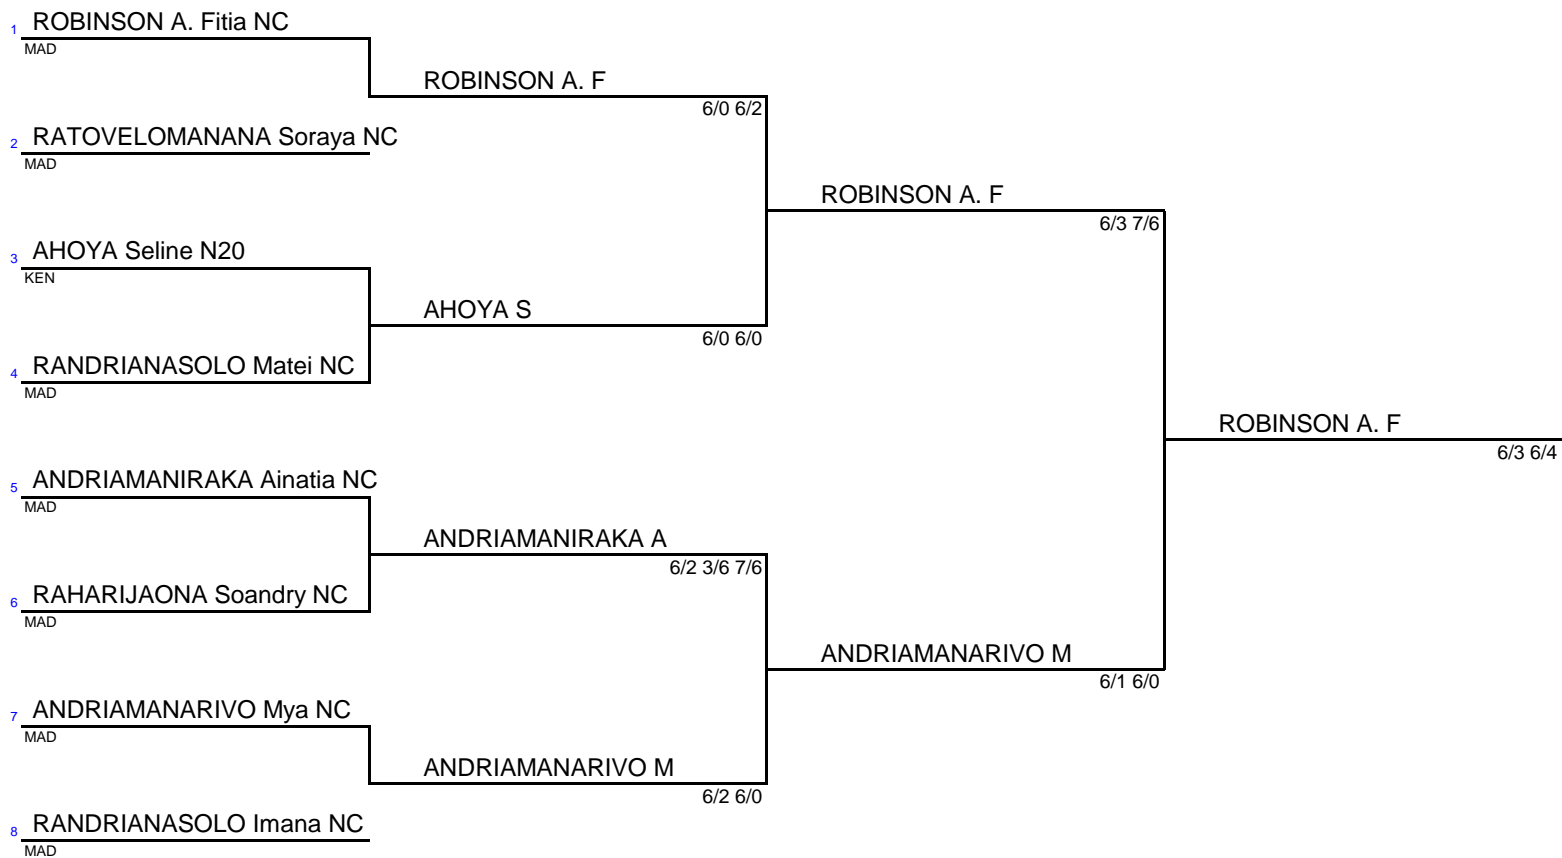 1 ROBINSON A. Fitia NC
MAD
ROBINSON A. F
6/0 6/2
2 RATOVELOMANANA Soraya NC
MAD
ROBINSON A. F
6/3 7/6
3 AHOYA Seline N20
KEN
AHOYA S
6/0 6/0
4 RANDRIANASOLO Matei NC
MAD
ROBINSON A. F
6/3 6/4
5 ANDRIAMANIRAKA Ainatia NC
MAD
ANDRIAMANIRAKA A
6/2 3/6 7/6
6 RAHARIJAONA Soandry NC
MAD
ANDRIAMANARIVO M
6/1 6/0
7 ANDRIAMANARIVO Mya NC
MAD
ANDRIAMANARIVO M
6/2 6/0
8 RANDRIANASOLO Imana NC
MAD